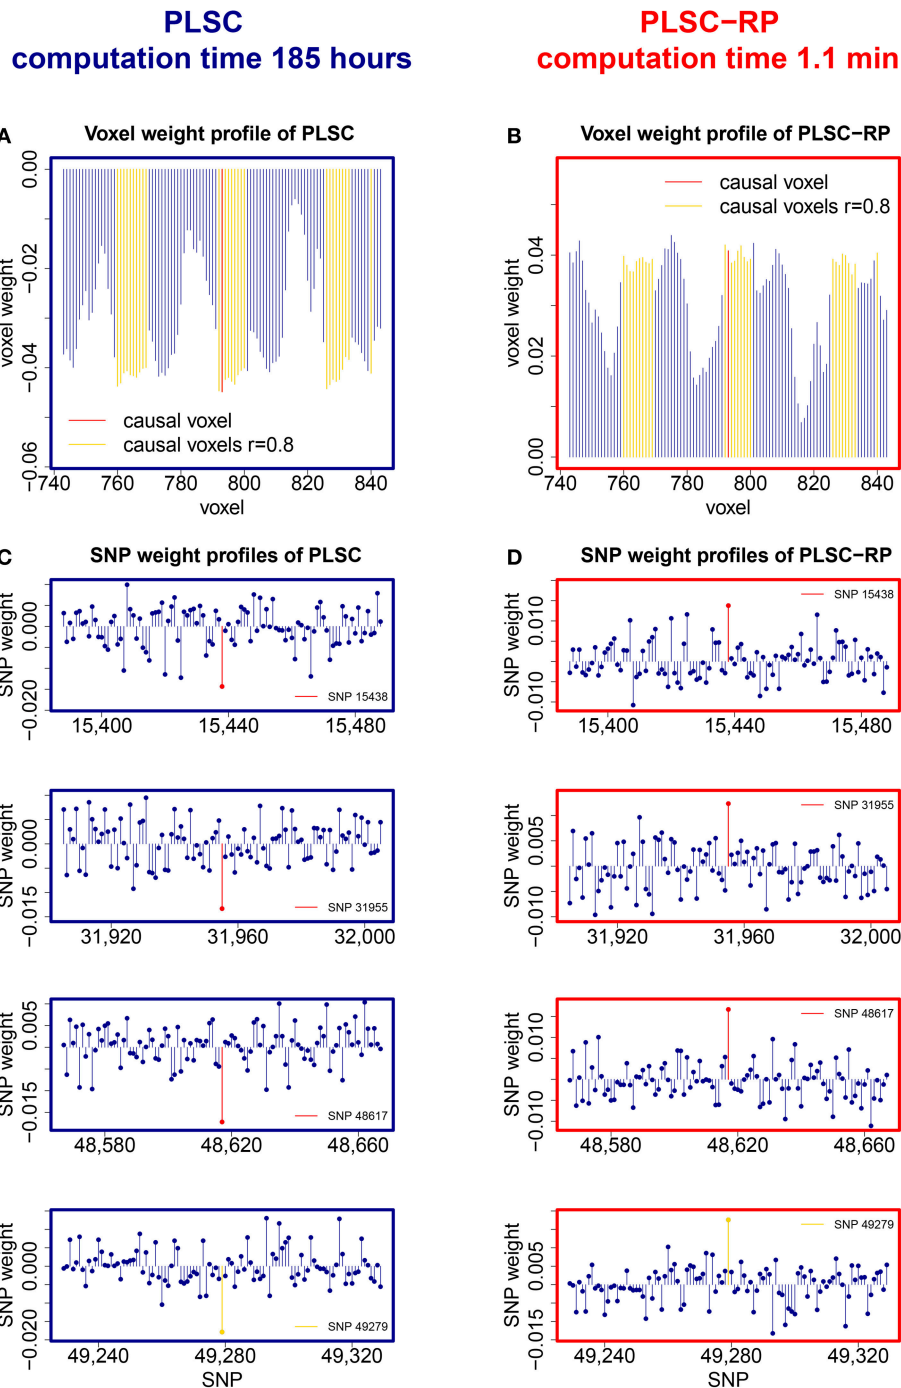 PLSC
computation time 185 hours
PLSC−RP
computation time 1.1 min
A
Voxel weight profile of PLSC
voxel weight
0.00
−0.02
−0.04
−0.06
causal voxel
causal voxels r=0.8
740 760 780 800 820 840
voxel
B
Voxel weight profile of PLSC−RP
voxel weight
0.04
0.02
0.00
causal voxel
causal voxels r=0.8
740 760 780 800 820 840
voxel
C
SNP weight profiles of PLSC
SNP weight
0.000
−0.020
SNP 15438
15,400 15,440 15,480
SNP weight
0.000
−0.015
SNP 31955
31,920 31,960 32,000
SNP weight
0.005
−0.015
SNP 48617
48,580 48,620 48,660
SNP weight
0.000
−0.020
SNP 49279
49,240 49,280 49,320
SNP
D
SNP weight profiles of PLSC−RP
SNP weight
0.010
−0.010
SNP 15438
15,400 15,440 15,480
SNP weight
0.005
−0.010
SNP 31955
31,920 31,960 32,000
SNP weight
0.010
−0.010
SNP 48617
48,580 48,620 48,660
SNP weight
0.005
−0.015
SNP 49279
49,240 49,280 49,320
SNP